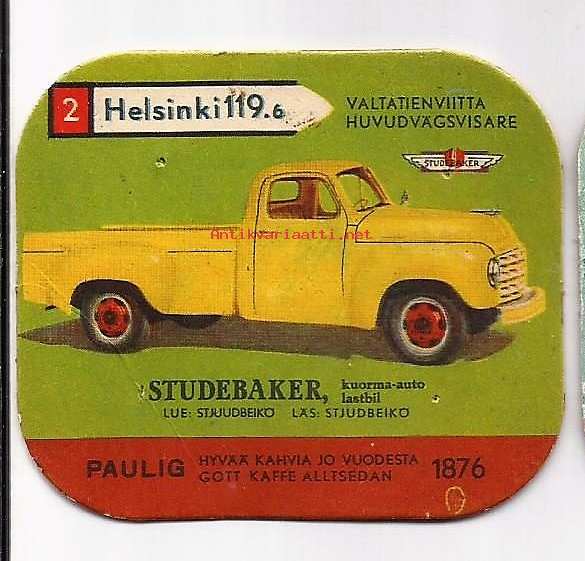 2 Helsinki 119.6
VALTATIENVIITTA
HUVUDVÄGSVISARE
STUDEBAKER
Antikvariaatti.net
STUDEBAKER, kuorma-auto
lastbil
LUE: STJUUDBEIKÖ LÄS: STJUDBEIKÖ
PAULIG HYVÄÄ KAHVIA JO VUODESTA 1876
GOTT KAFFE ALLTSEDAN